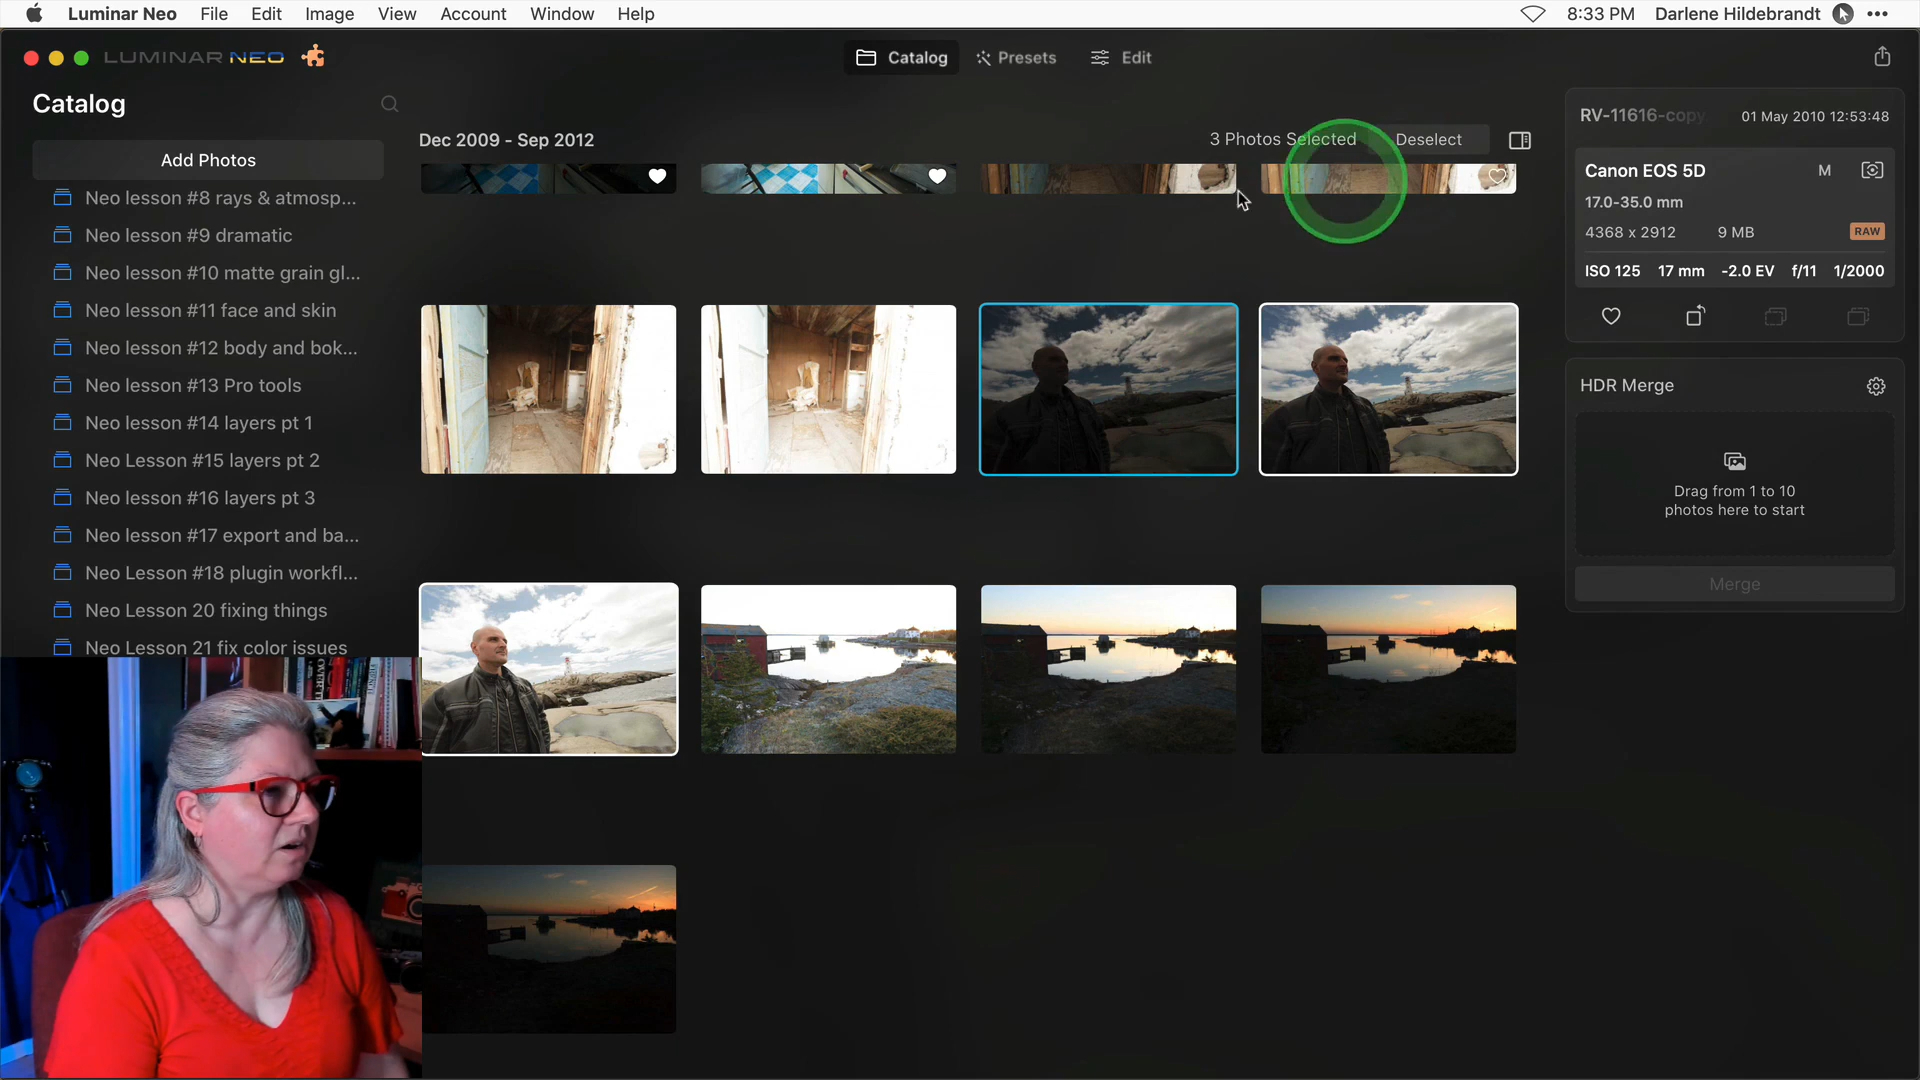 Luminar Neo File Edit Image View Account Window Help 8:33 PM Darlene Hildebrandt
LUMINAR NEO
Catalog Presets Edit
Catalog
Add Photos
Neo lesson #8 rays & atmosp...
Neo lesson #9 dramatic
Neo lesson #10 matte grain gl...
Neo lesson #11 face and skin
Neo lesson #12 body and bok...
Neo lesson #13 Pro tools
Neo lesson #14 layers pt 1
Neo Lesson #15 layers pt 2
Neo lesson #16 layers pt 3
Neo lesson #17 export and ba...
Neo Lesson #18 plugin workfl...
Neo Lesson 20 fixing things
Neo Lesson 21 fix color issues
Dec 2009 - Sep 2012
3 Photos Selected Deselect
RV-11616-copy 01 May 2010 12:53:48
Canon EOS 5D M
17.0-35.0 mm
4368 x 2912 9 MB RAW
ISO 125 17 mm -2.0 EV f/11 1/2000
HDR Merge
Drag from 1 to 10
photos here to start
Merge